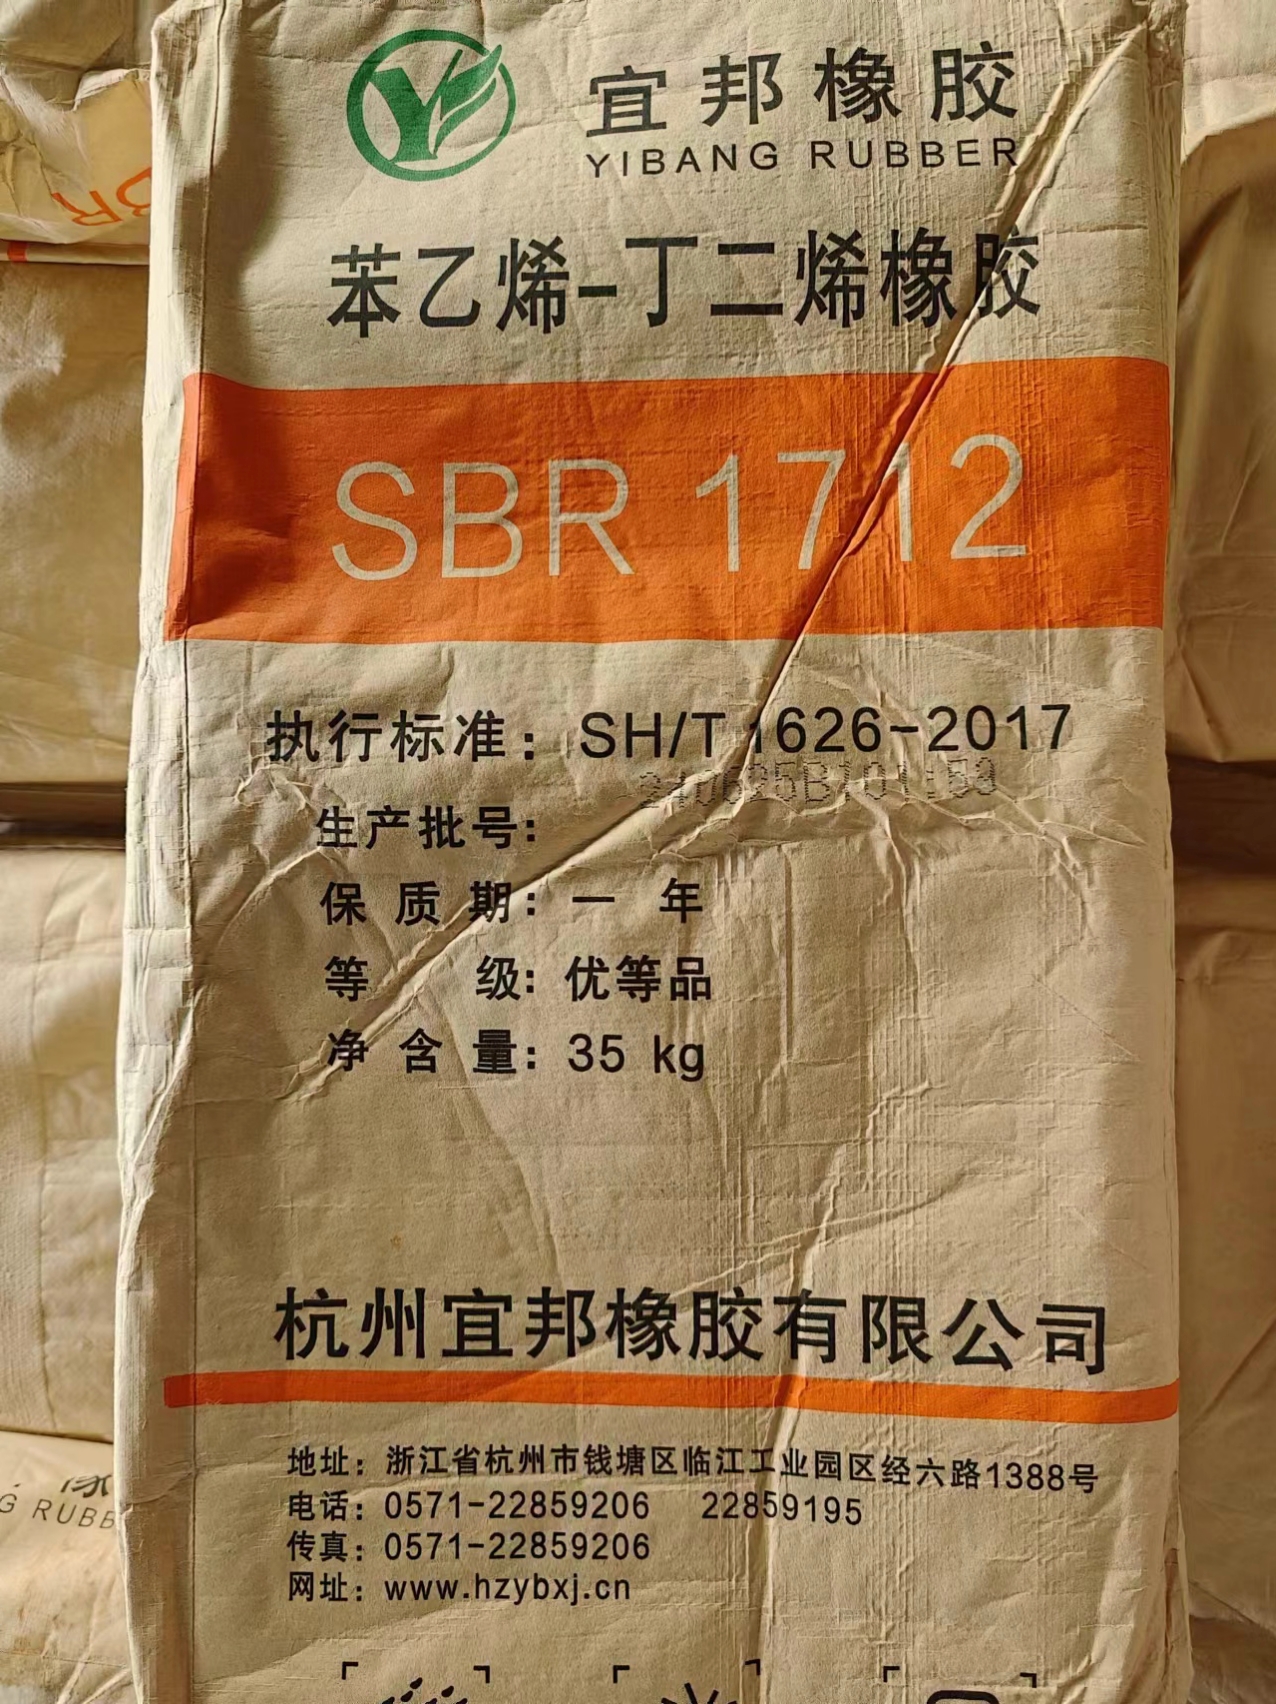 宜邦橡胶
YIBANG RUBBER
苯乙烯-丁二烯橡胶
SBR 1712
执行标准：SH/T 1626-2017
240625B101:59
生产批号:
保质期: 一年
等级: 优等品
净含量: 35 kg
杭州宜邦橡胶有限公司
地址：浙江省杭州市钱塘区临江工业园区经六路1388号
电话：0571-22859206 22859195
传真：0571-22859206
网址：www.hzybxj.cn
G RUBB